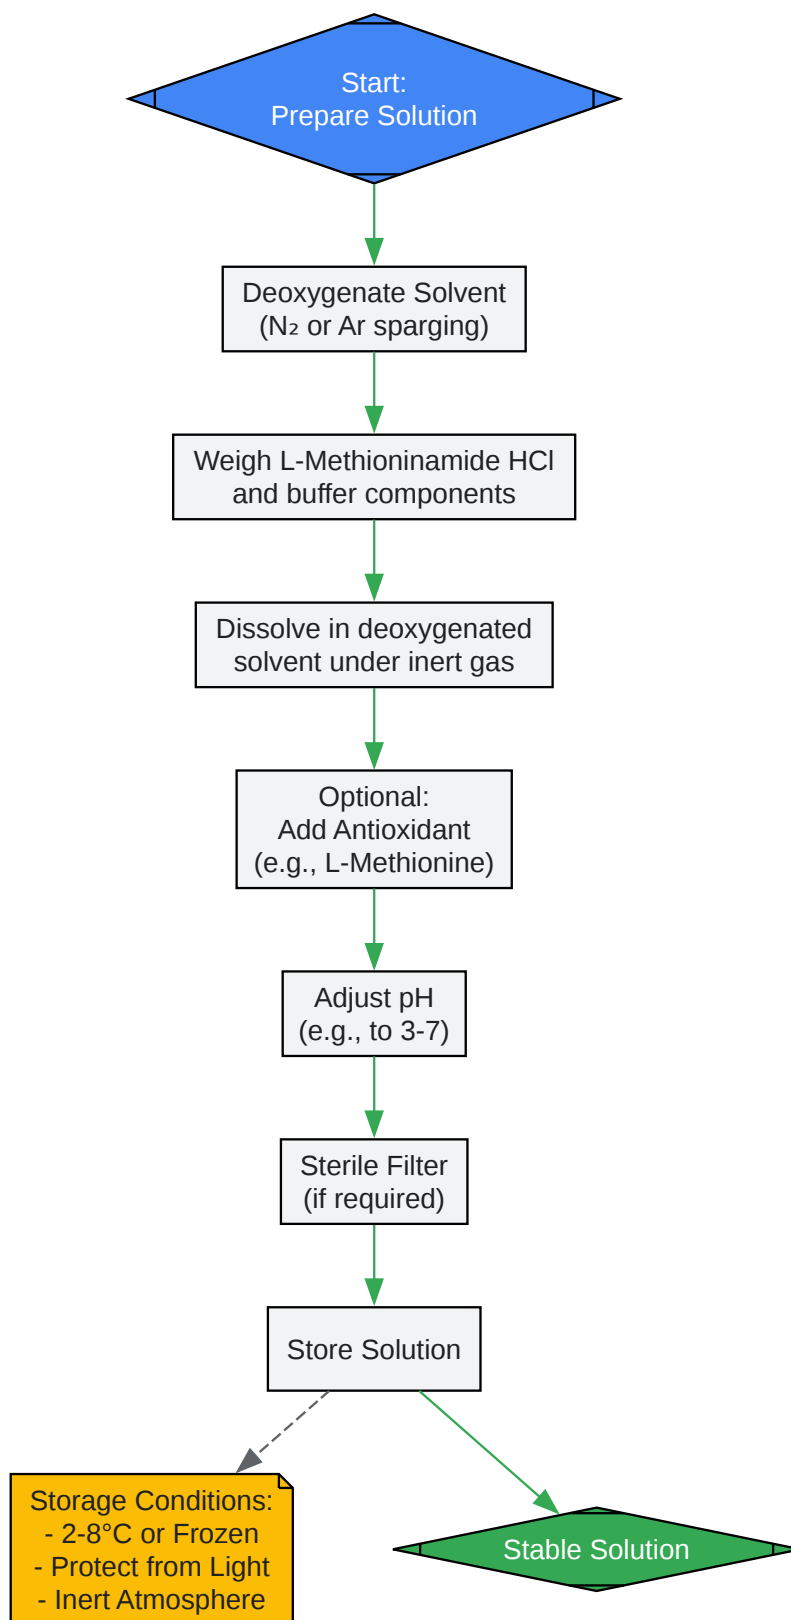 Start:
Prepare Solution
Deoxygenate Solvent
(N₂ or Ar sparging)
Weigh L-Methioninamide HCl
and buffer components
Dissolve in deoxygenated
solvent under inert gas
Optional:
Add Antioxidant
(e.g., L-Methionine)
Adjust pH
(e.g., to 3-7)
Sterile Filter
(if required)
Store Solution
Storage Conditions:
- 2-8°C or Frozen
- Protect from Light
- Inert Atmosphere
Stable Solution